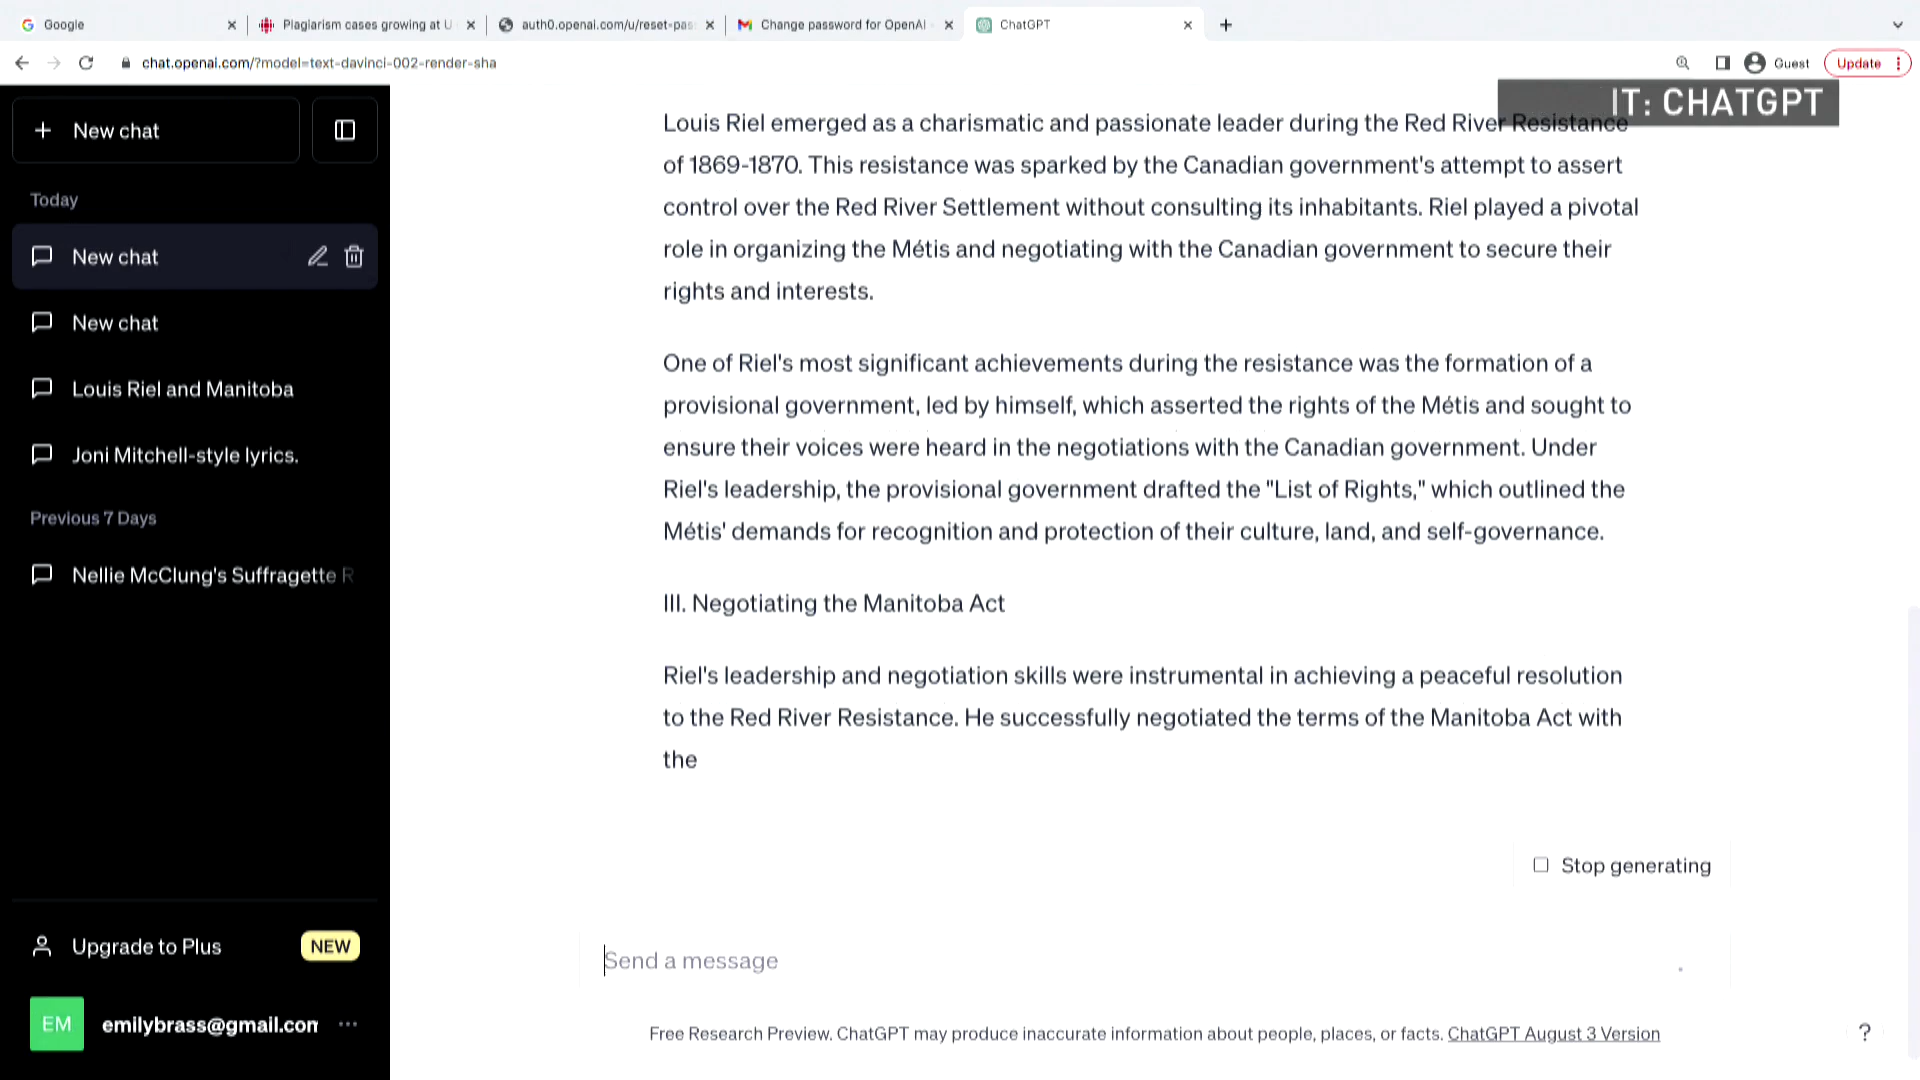 Google
Plagiarism cases growing at U
auth0.openai.com/u/reset-pas
Change password for OpenAI
ChatGPT
chat.openai.com/?model=text-davinci-002-render-sha
Guest
Update
IT: CHATGPT
New chat
Today
New chat
New chat
Louis Riel and Manitoba
Joni Mitchell-style lyrics.
Previous 7 Days
Nellie McClung's Suffragette R
Upgrade to Plus
NEW
EM
emilybrass@gmail.con
Louis Riel emerged as a charismatic and passionate leader during the Red River Resistance
of 1869-1870. This resistance was sparked by the Canadian government's attempt to assert
control over the Red River Settlement without consulting its inhabitants. Riel played a pivotal
role in organizing the Métis and negotiating with the Canadian government to secure their
rights and interests.
One of Riel's most significant achievements during the resistance was the formation of a
provisional government, led by himself, which asserted the rights of the Métis and sought to
ensure their voices were heard in the negotiations with the Canadian government. Under
Riel's leadership, the provisional government drafted the "List of Rights," which outlined the
Métis' demands for recognition and protection of their culture, land, and self-governance.
III. Negotiating the Manitoba Act
Riel's leadership and negotiation skills were instrumental in achieving a peaceful resolution
to the Red River Resistance. He successfully negotiated the terms of the Manitoba Act with
the
Stop generating
Send a message
Free Research Preview. ChatGPT may produce inaccurate information about people, places, or facts. ChatGPT August 3 Version
?